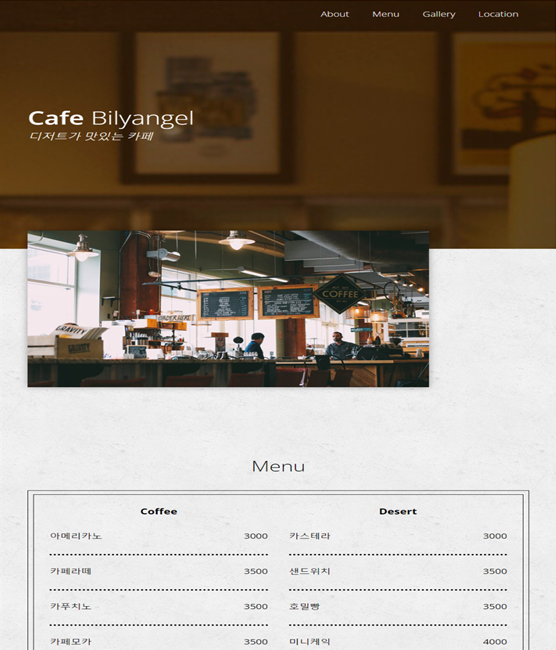 About Menu Gallery Location
Cafe Bilyangel
디저트가 맛있는 카페
COFFEE
Menu
Coffee Desert
아메리카노 3000 카스테라 3000
카페라떼 3500 샌드위치 3500
카푸치노 3500 호밀빵 3500
카페모카 3500 미니케익 4000